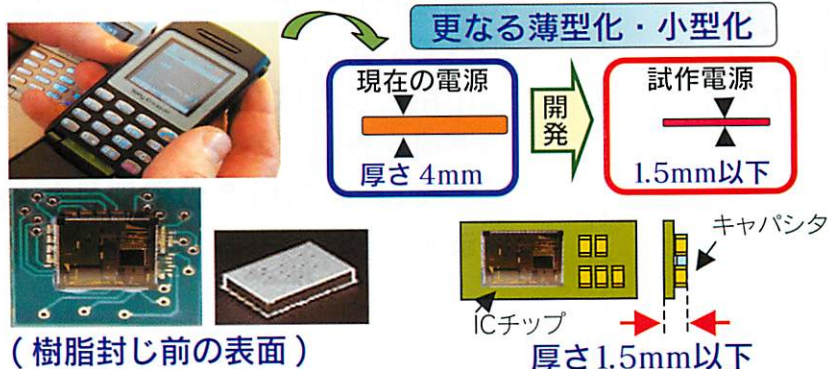 更なる薄型化・小型化
現在の電源
厚さ 4mm
開発
試作電源
1.5mm以下
キャパシタ
ICチップ
厚さ1.5mm以下
(樹脂封じ前の表面)